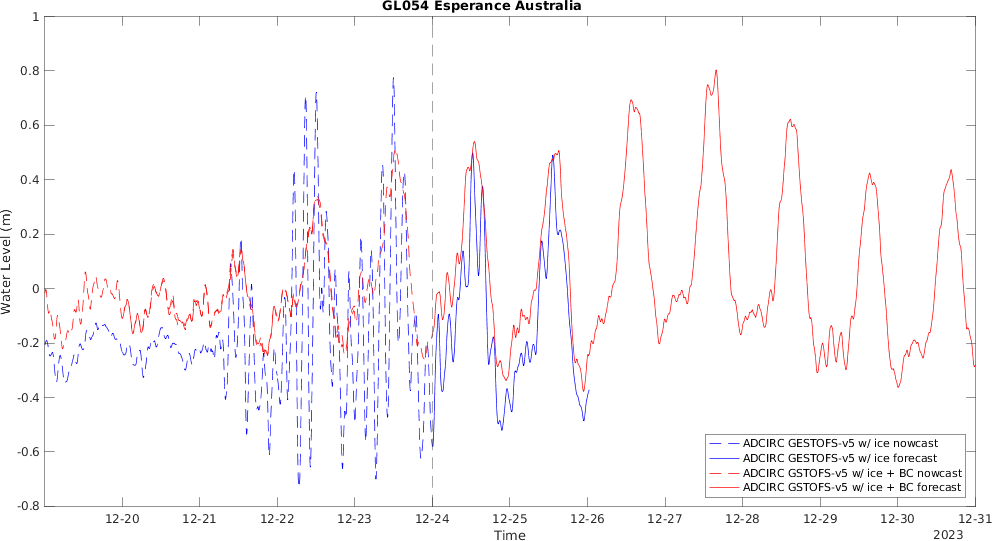 GL054 Esperance Australia
Water Level (m)
1
0.8
0.6
0.4
0.2
0
-0.2
-0.4
-0.6
-0.8
ADCIRC GESTOFS-v5 w/ ice nowcast
ADCIRC GESTOFS-v5 w/ ice forecast
ADCIRC GSTOFS-v5 w/ ice + BC nowcast
ADCIRC GSTOFS-v5 w/ ice + BC forecast
12-20 12-21 12-22 12-23 12-24 12-25 12-26 12-27 12-28 12-29 12-30 12-31
Time 2023